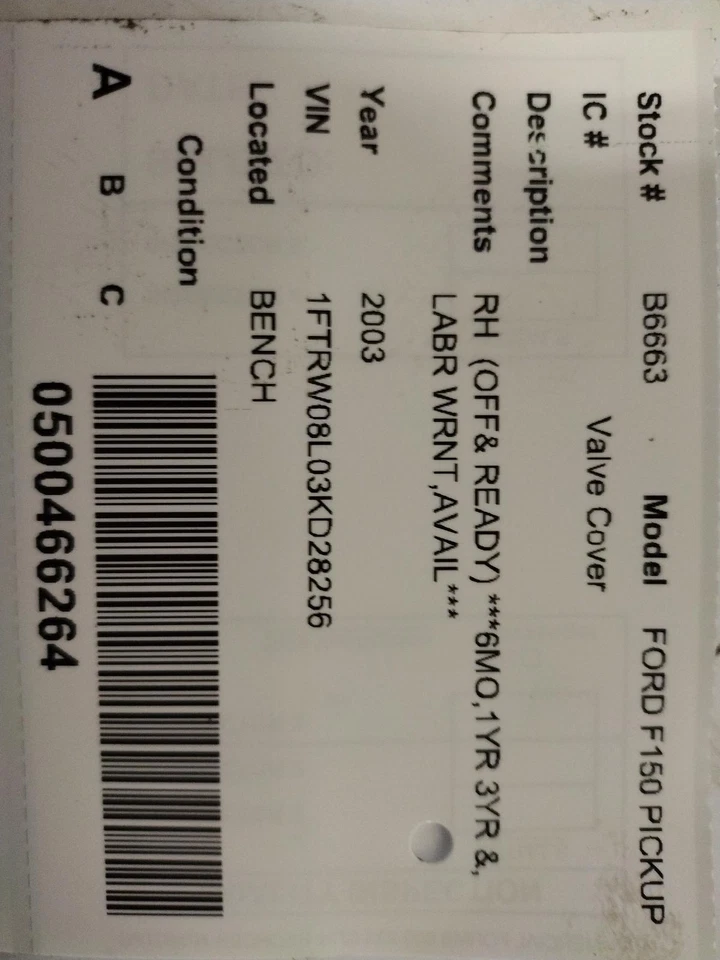 Stock # B6663 Model FORD F150 PICKUP
IC # Valve Cover
Description
Comments RH (OFF& READY) ***6MO,1YR 3YR &,
LABR WRNT,AVAIL***
Year 2003
VIN 1FTRW08L03KD28256
Located BENCH
Condition
A B C
0500466264